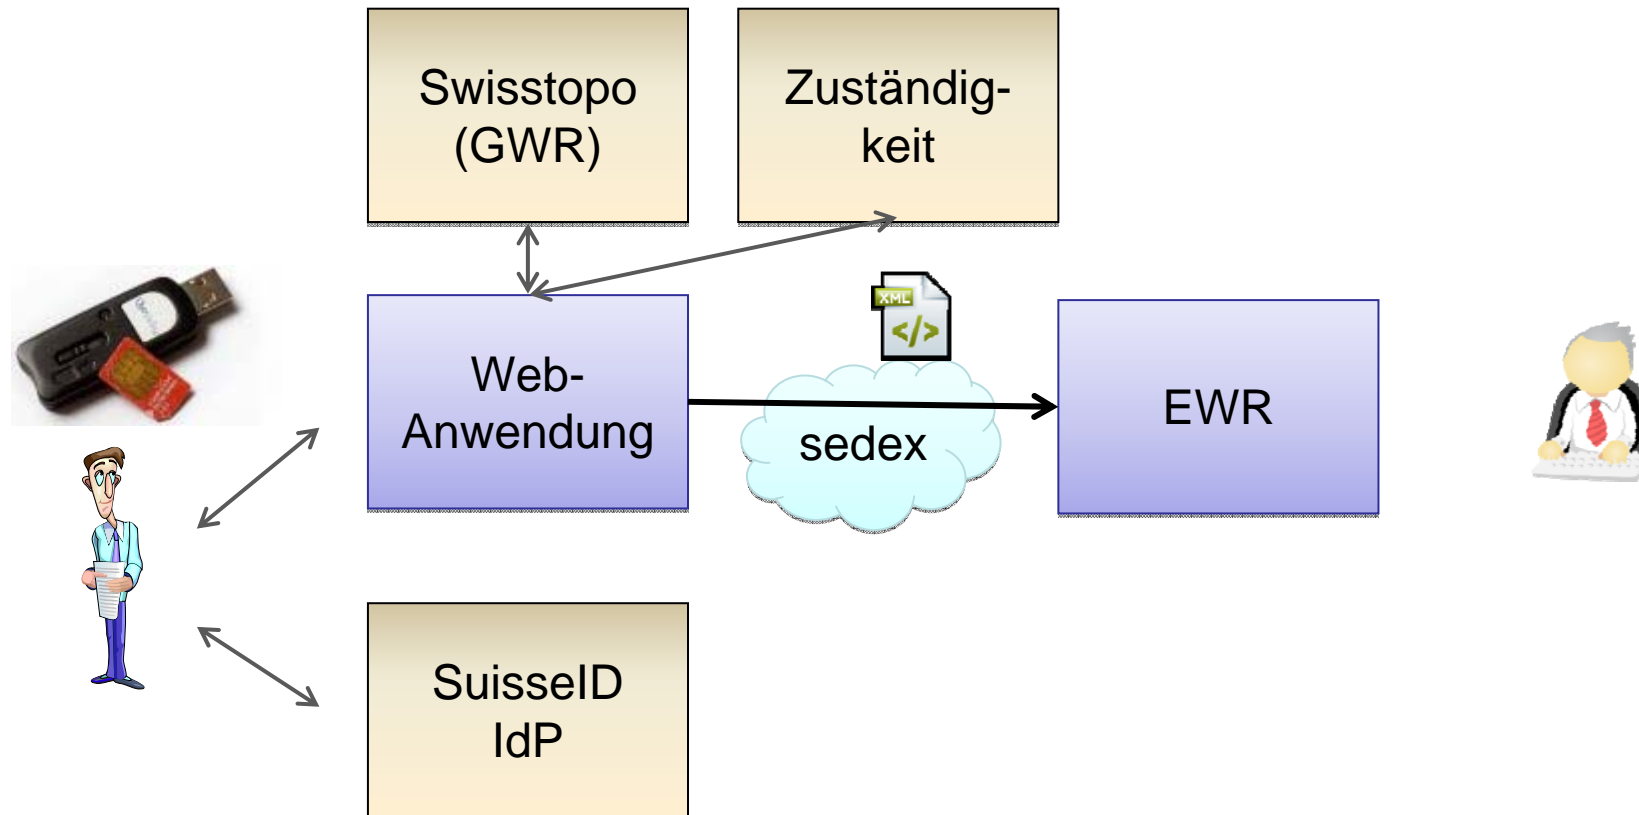 Swisstopo
(GWR)
Zuständig-
keit
XML
</>
Web-
Anwendung
sedex
EWR
SuisseID
IdP